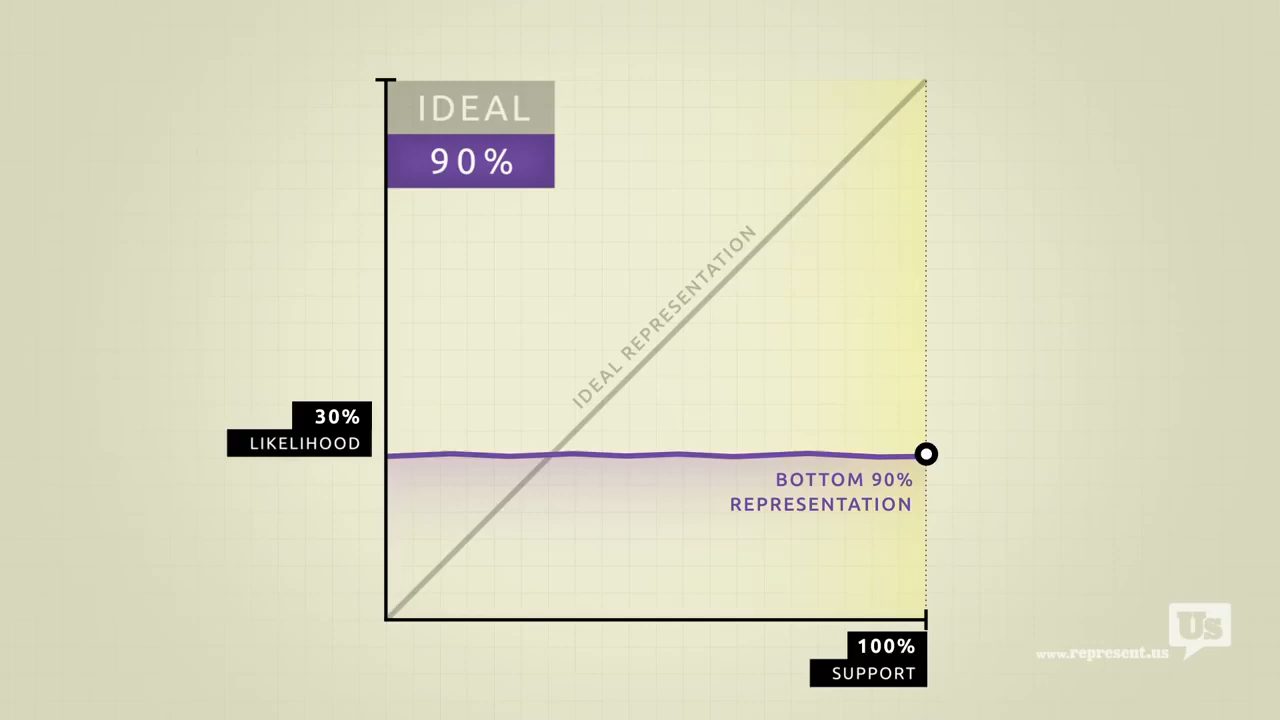 IDEAL
90%
IDEAL REPRESENTATION
30%
LIKELIHOOD
BOTTOM 90%
REPRESENTATION
100%
SUPPORT
Us
www.represent.us